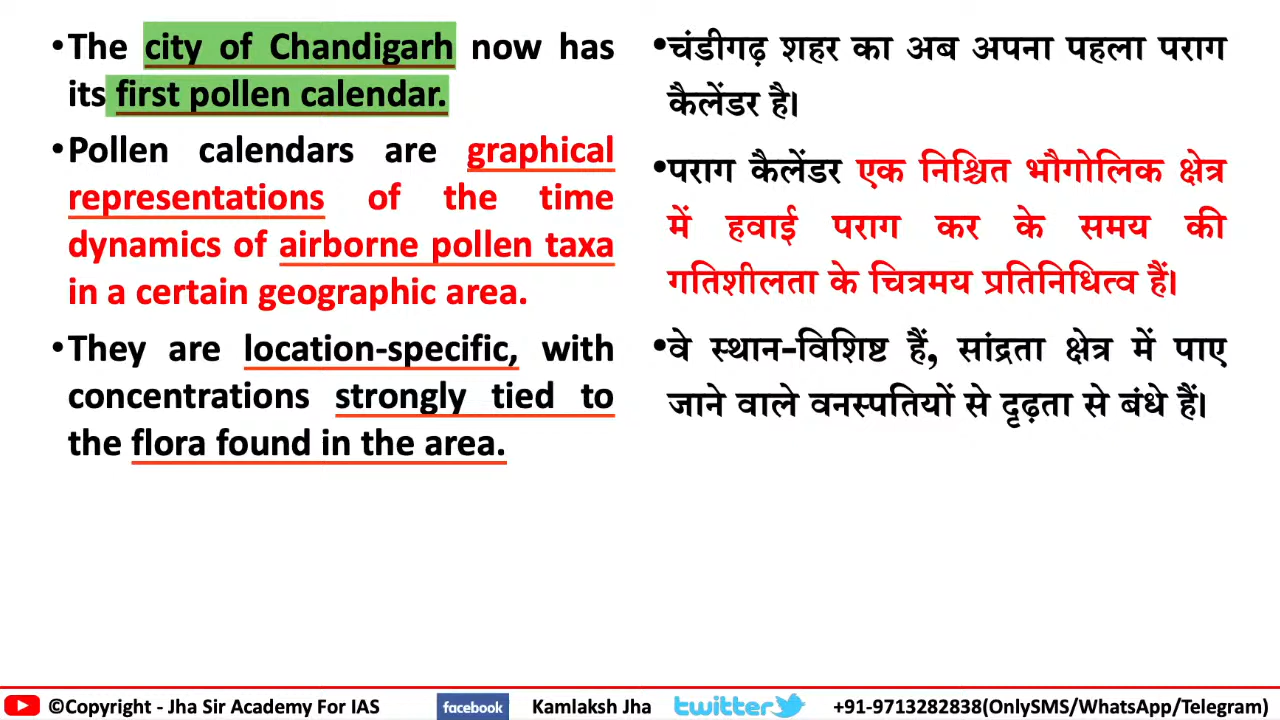 •The city of Chandigarh now has
its first pollen calendar.
•Pollen calendars are graphical
representations of the time
dynamics of airborne pollen taxa
in a certain geographic area.
•They are location-specific, with
concentrations strongly tied to
the flora found in the area.
•चंडीगढ़ शहर का अब अपना पहला पराग
कैलेंडर है।
•पराग कैलेंडर एक निश्चित भौगोलिक क्षेत्र
में हवाई पराग कर के समय की
गतिशीलता के चित्रमय प्रतिनिधित्व हैं।
•वे स्थान-विशिष्ट हैं, सांद्रता क्षेत्र में पाए
जाने वाले वनस्पतियों से दृढ़ता से बंधे हैं।
©Copyright - Jha Sir Academy For IAS facebook Kamlaksh Jha twitter +91-9713282838(OnlySMS/WhatsApp/Telegram)